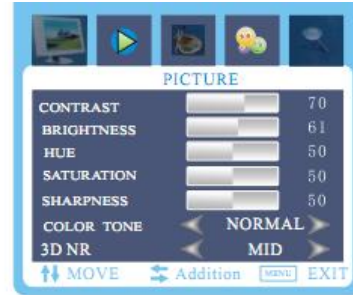 PICTURE
CONTRAST 70
BRIGHTNESS 61
HUE 50
SATURATION 50
SHARPNESS 50
COLOR TONE NORMAL
3D NR MID
MOVE Addition MENU EXIT